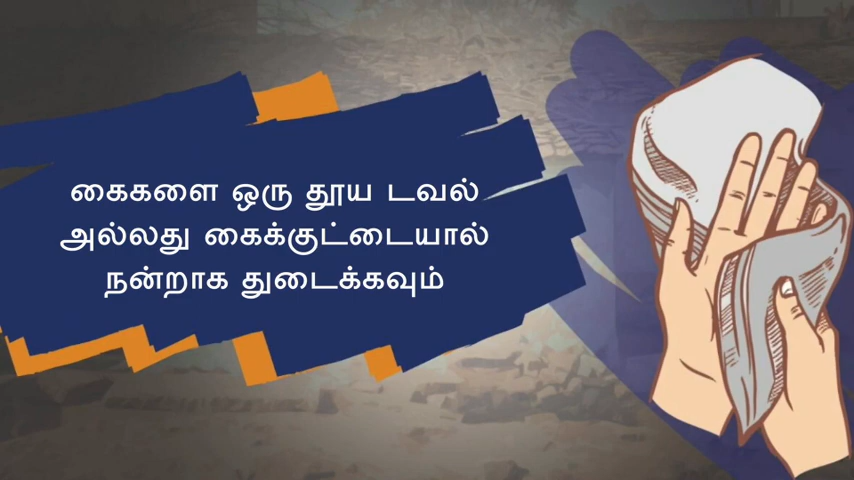 கைகளை ஒரு தூய டவல்
அல்லது கைக்குட்டையால்
நன்றாக துடைக்கவும்